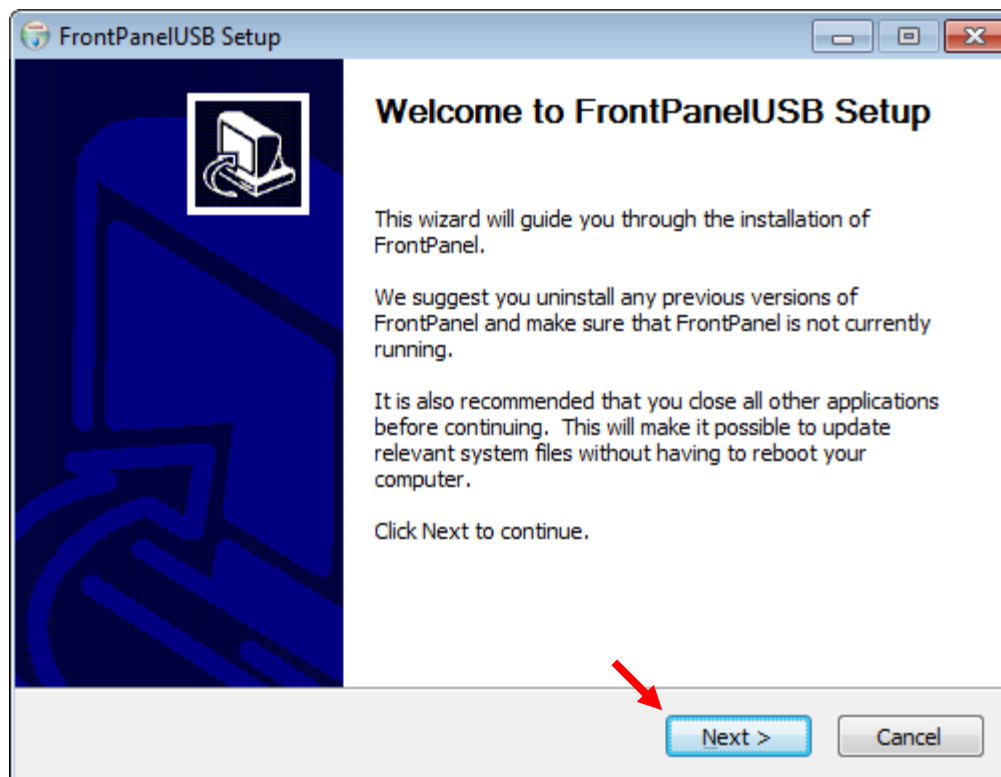 FrontPanelUSB Setup
Welcome to FrontPanelUSB Setup
This wizard will guide you through the installation of
FrontPanel.
We suggest you uninstall any previous versions of
FrontPanel and make sure that FrontPanel is not currently
running.
It is also recommended that you close all other applications
before continuing.  This will make it possible to update
relevant system files without having to reboot your
computer.
Click Next to continue.
Next >
Cancel